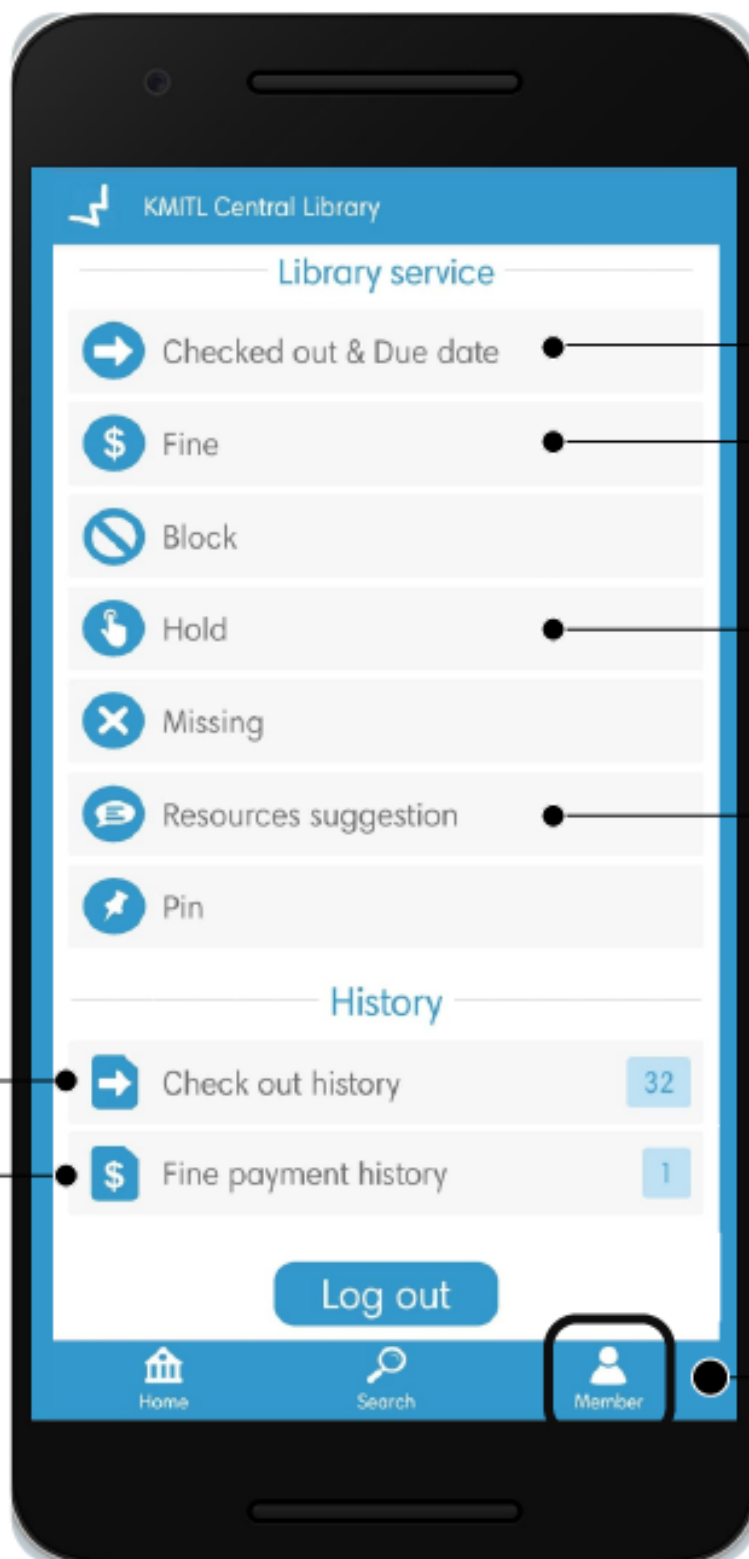 KMITL Central Library
Library service
Checked out & Due date
$ Fine
Block
Hold
Missing
Resources suggestion
Pin
History
Check out history 32
$ Fine payment history 1
Log out
Home Search Member